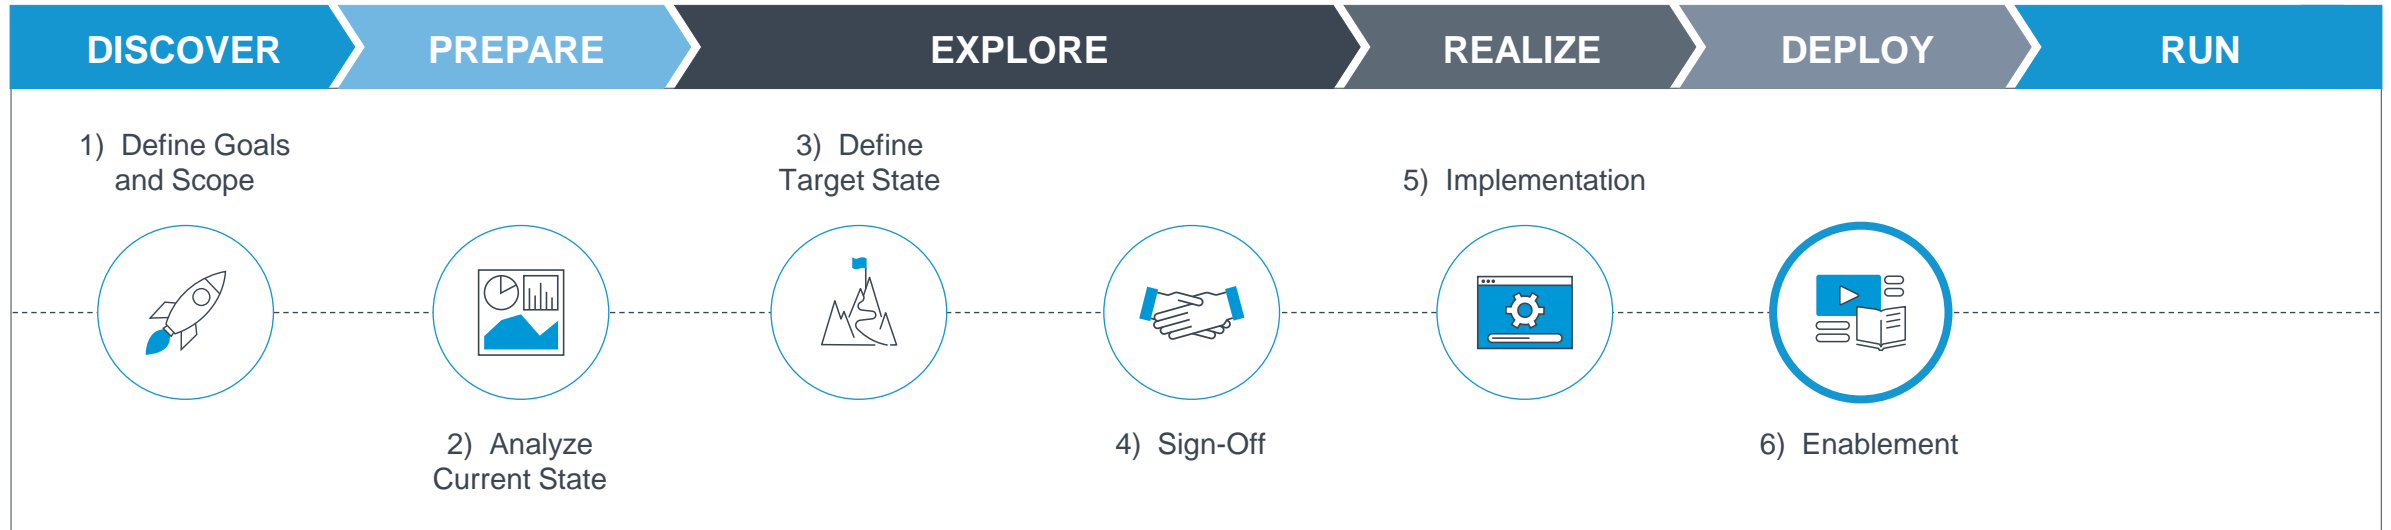 DISCOVER
PREPARE
EXPLORE
REALIZE
DEPLOY
RUN
1) Define Goals
and Scope
2) Analyze
Current State
3) Define
Target State
4) Sign-Off
5) Implementation
6) Enablement